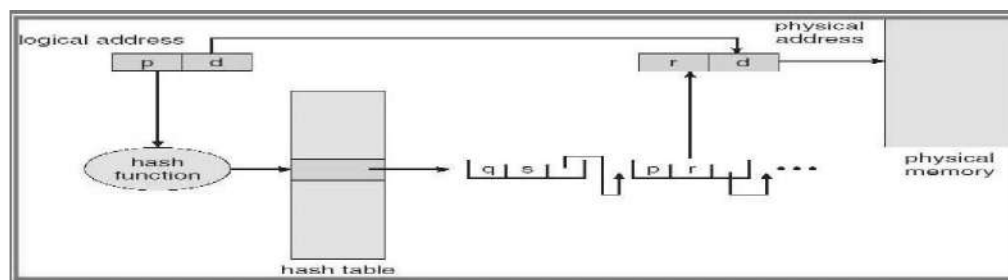 logical address
physical
address
p d
r d
hash
function
q s
p r
physical
memory
hash table